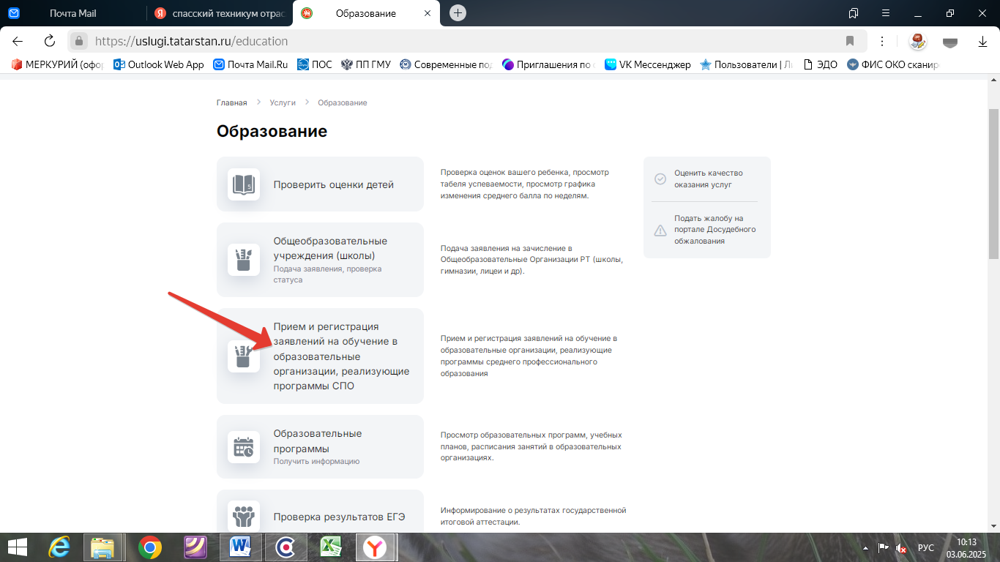 Почта Mail
спасский техникум отрас
Образование
https://uslugi.tatarstan.ru/education
МЕРКУРИЙ (офор
Outlook Web App
Почта Mail.Ru
ПОС
ПП ГМУ
Современные под
Приглашения по с
VK Мессенджер
Пользователи | Ли
ЭДО
ФИС ОКО сканир
Главная
Услуги
Образование
Образование
Проверить оценки детей
Проверка оценок вашего ребенка, просмотр
табеля успеваемости, просмотр графика
изменения среднего балла по неделям.
Оценить качество
оказания услуг
Подать жалобу на
портале Досудебного
обжалования
Общеобразовательные
учреждения (школы)
Подача заявления, проверка
статуса
Подача заявления на зачисление в
Общеобразовательные Организации РТ (школы,
гимназии, лицеи и др).
Прием и регистрация
заявлений на обучение в
образовательные
организации, реализующие
программы СПО
Прием и регистрация заявлений на обучение в
образовательные организации, реализующие
программы среднего профессионального
образования
Образовательные
программы
Получить информацию
Просмотр образовательных программ, учебных
планов, расписания занятий в образовательных
организациях.
Проверка результатов ЕГЭ
Информирование о результатах государственной
итоговой аттестации.
РУС
10:13
03.06.2025